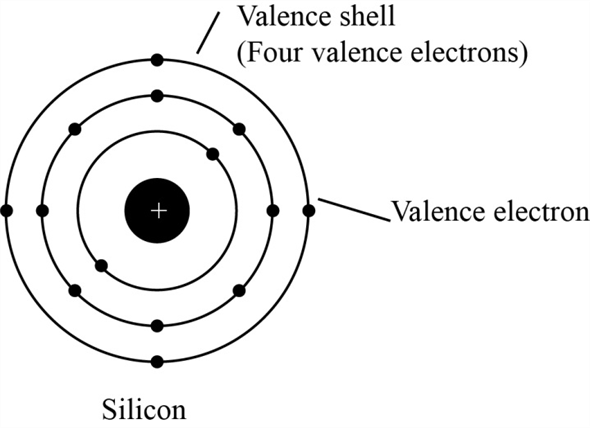 Valence shell
(Four valence electrons)
+
Valence electron
Silicon